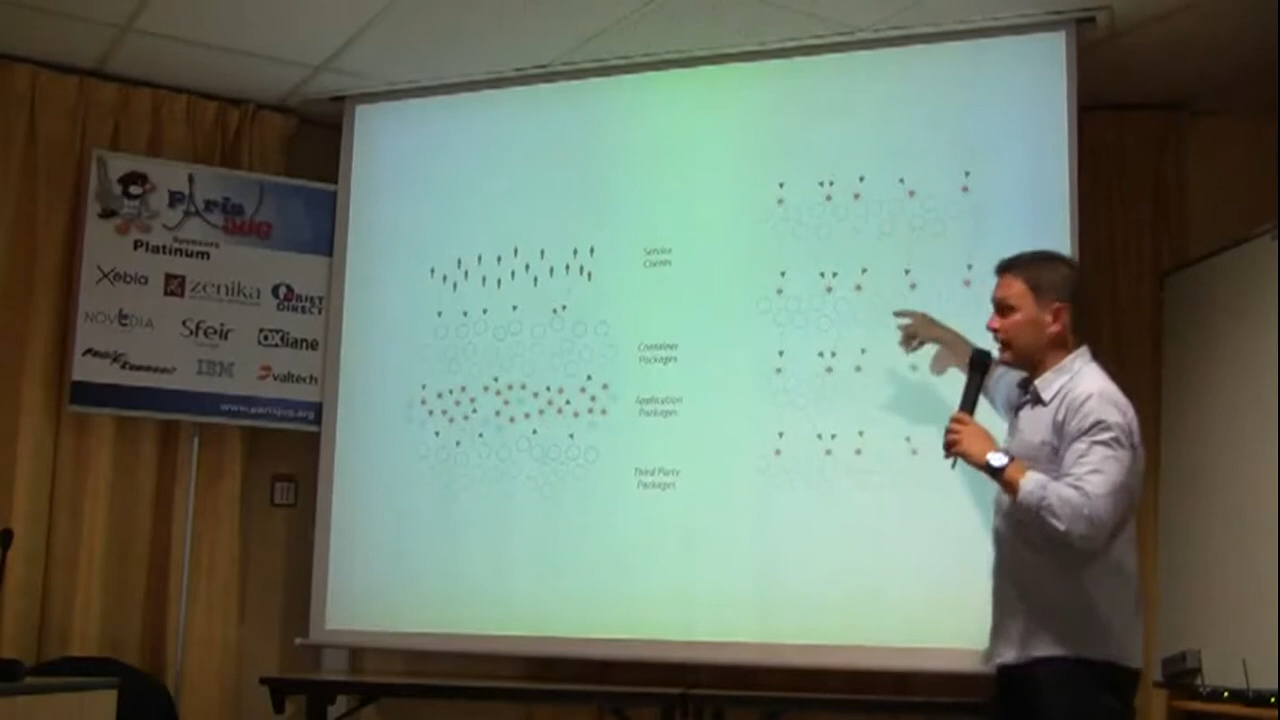 Paris
JUG
Sponsors
Platinum
Xebia
zenika
OBJET
DIRECT
NOVEDIA
Sfeir
OXiane
IBM
valtech
www.parisjug.org
Service
Clients
Container
Packages
Application
Packages
Third Party
Packages